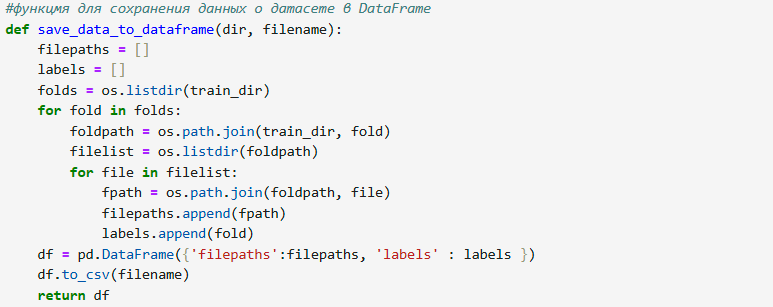 #функция для сохранения данных о датасете в DataFrame
def save_data_to_dataframe(dir, filename):
    filepaths = []
    labels = []
    folds = os.listdir(train_dir)
    for fold in folds:
        foldpath = os.path.join(train_dir, fold)
        filelist = os.listdir(foldpath)
        for file in filelist:
            fpath = os.path.join(foldpath, file)
            filepaths.append(fpath)
            labels.append(fold)
    df = pd.DataFrame({'filepaths':filepaths, 'labels' : labels })
    df.to_csv(filename)
    return df